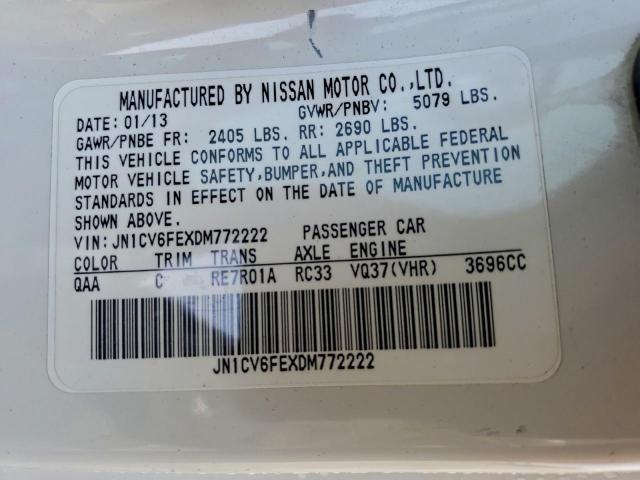 MANUFACTURED BY NISSAN MOTOR CO.,LTD.
DATE: 01/13 GVWR/PNBV: 5079 LBS.
GAWR/PNBE FR: 2405 LBS. RR: 2690 LBS.
THIS VEHICLE CONFORMS TO ALL APPLICABLE FEDERAL
MOTOR VEHICLE SAFETY,BUMPER,AND THEFT PREVENTION
STANDARDS IN EFFECT ON THE DATE OF MANUFACTURE
SHOWN ABOVE.
VIN: JN1CV6FEXDM772222 PASSENGER CAR
COLOR TRIM TRANS AXLE ENGINE
QAA C RE7R01A RC33 VQ37(VHR) 3696CC
JN1CV6FEXDM772222